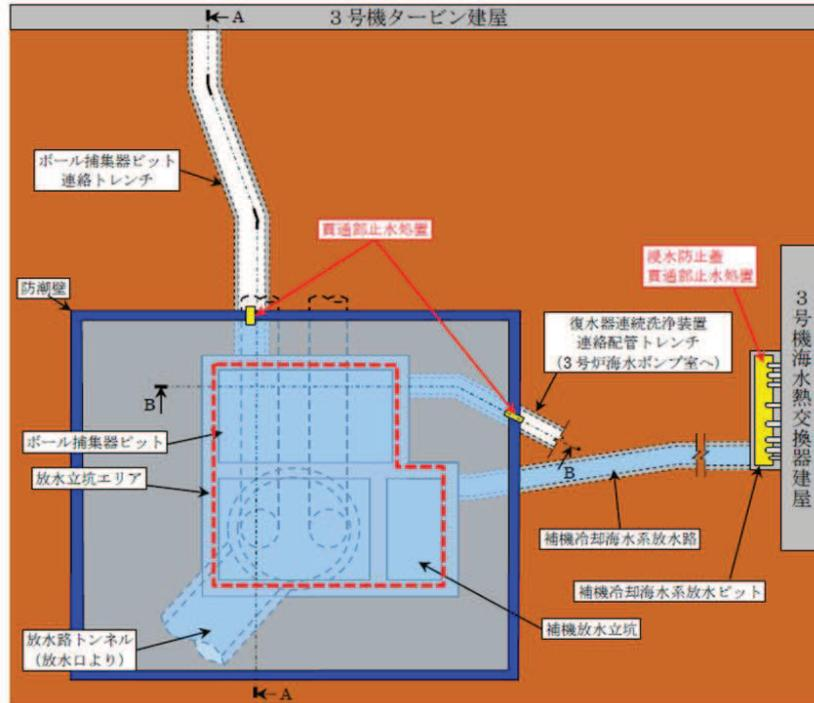 A
3号機タービン建屋
ボール捕集器ピット
連絡トレンチ
貫通部止水処置
浸水防止蓋
貫通部止水処置
防潮壁
復水器連続洗浄装置
連絡配管トレンチ
(3号炉海水ポンプ室へ)
3号機海水熱交換器建屋
B
ボール捕集器ピット
B
放水立坑エリア
補機冷却海水系放水路
補機冷却海水系放水ピット
補機放水立坑
放水路トンネル
(放水口より)
A